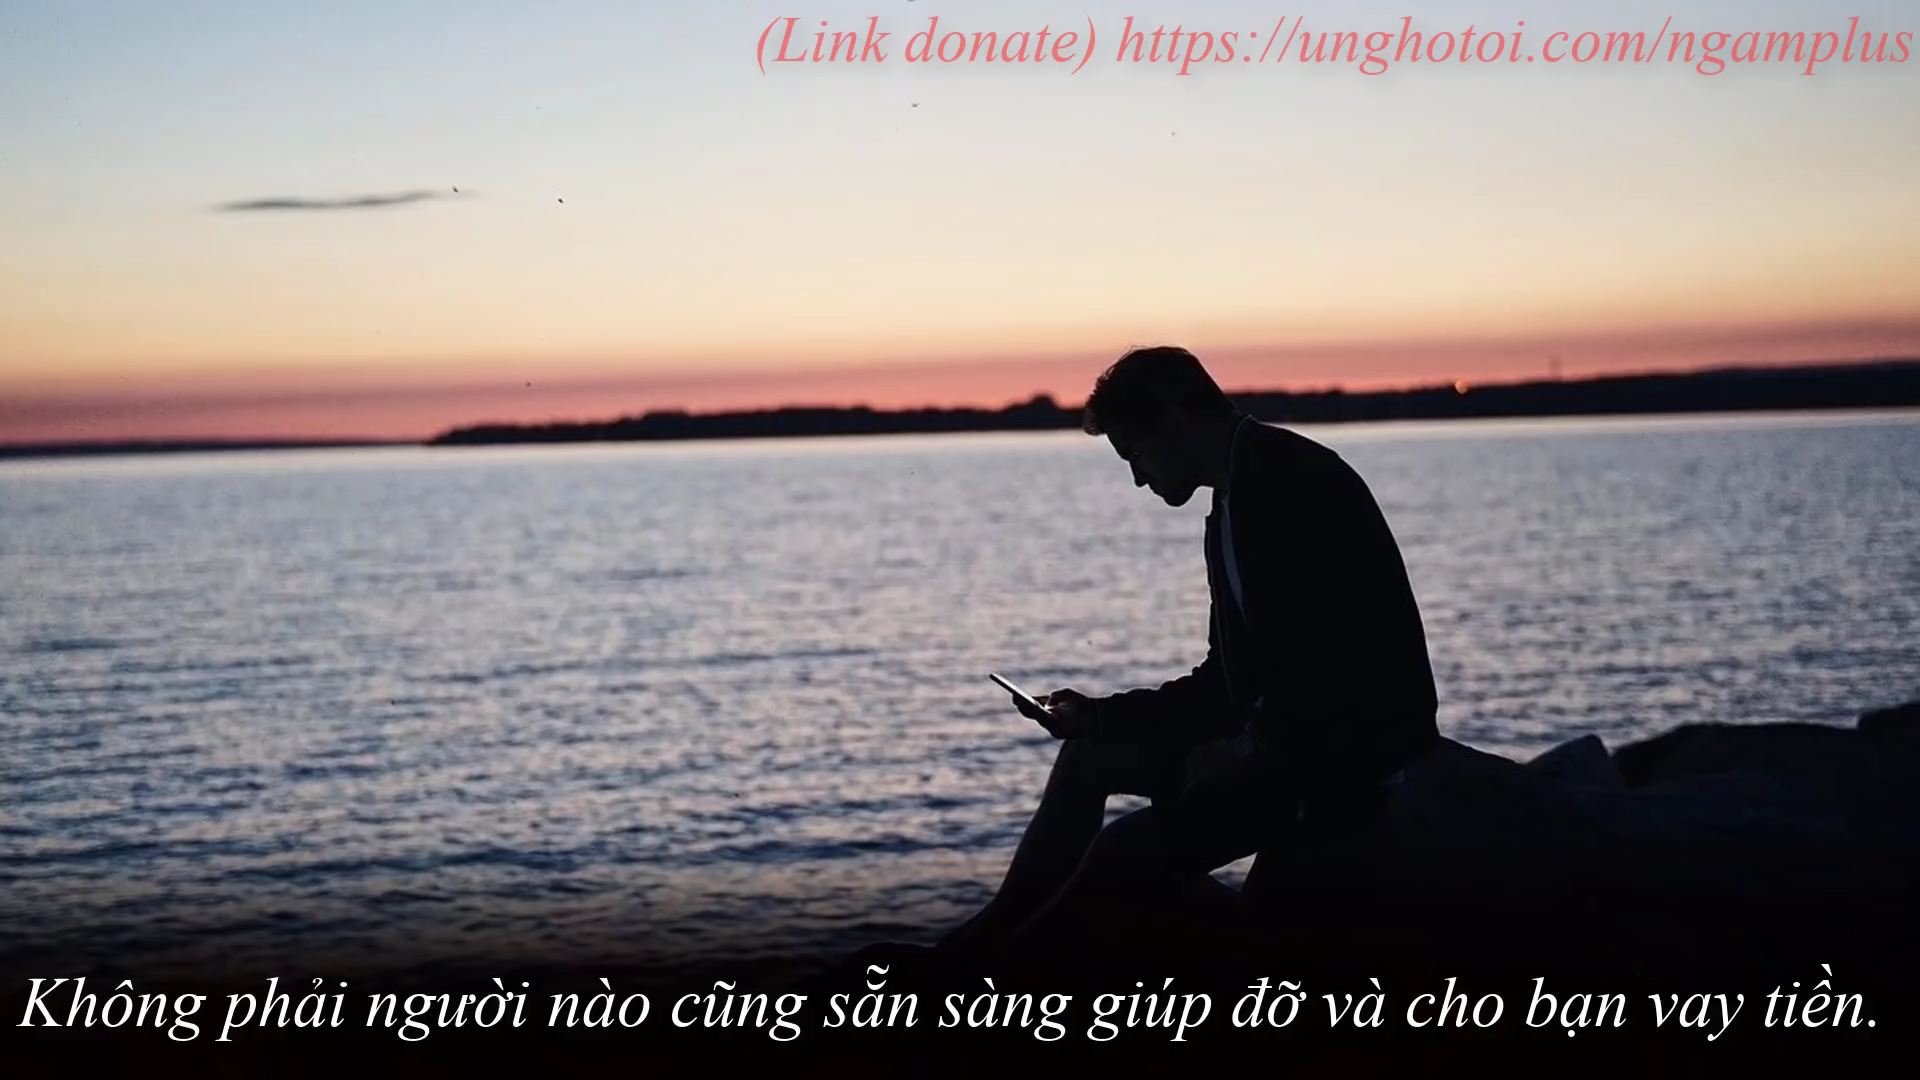 (Link donate) https://unghotoi.com/ngamplus
Không phải người nào cũng sẵn sàng giúp đỡ và cho bạn vay tiền.